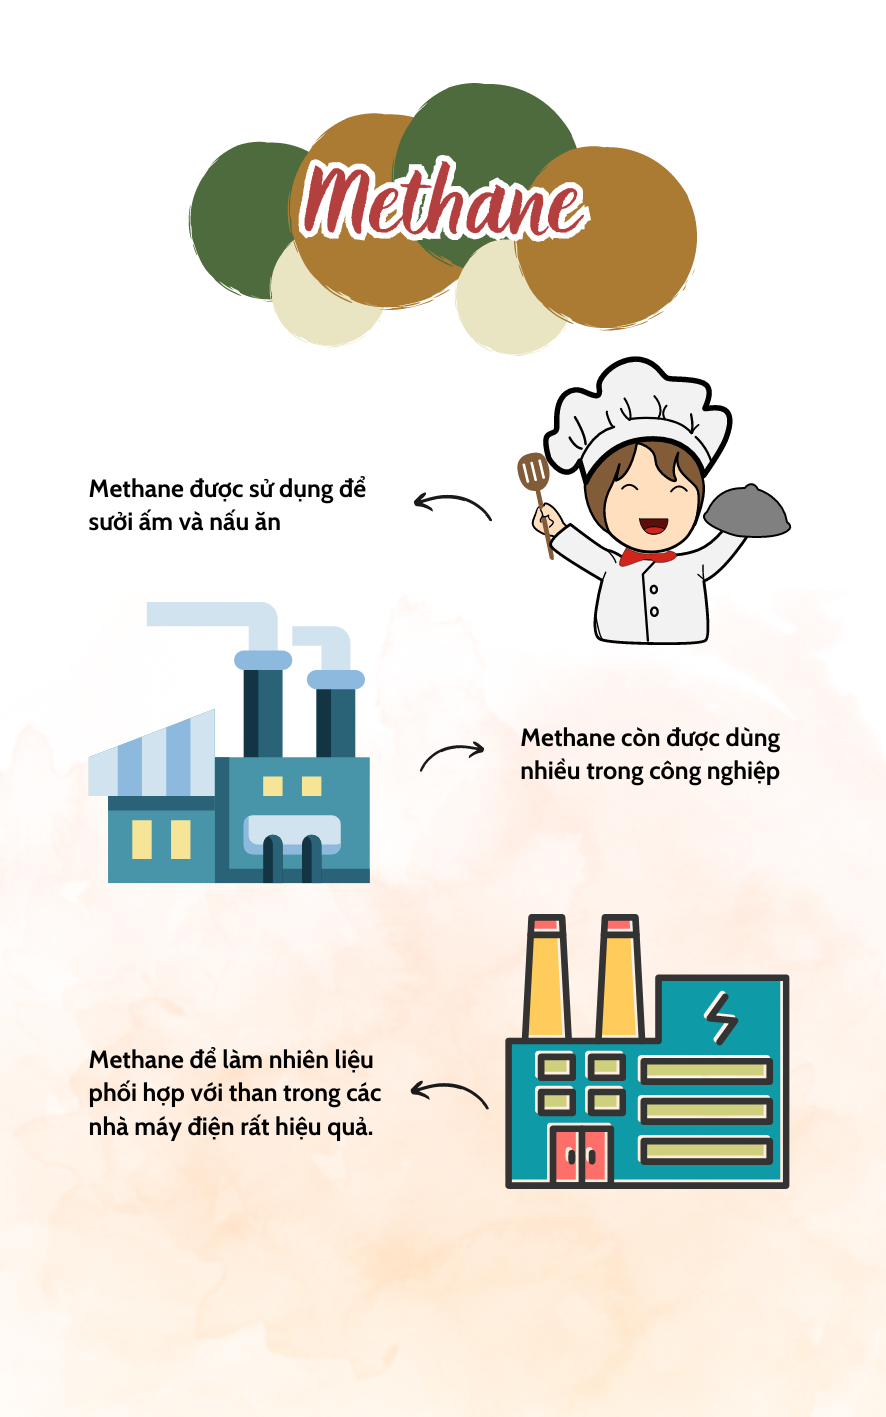 Methane
Methane được sử dụng để
sưởi ấm và nấu ăn
Methane còn được dùng
nhiều trong công nghiệp
Methane để làm nhiên liệu
phối hợp với than trong các
nhà máy điện rất hiệu quả.